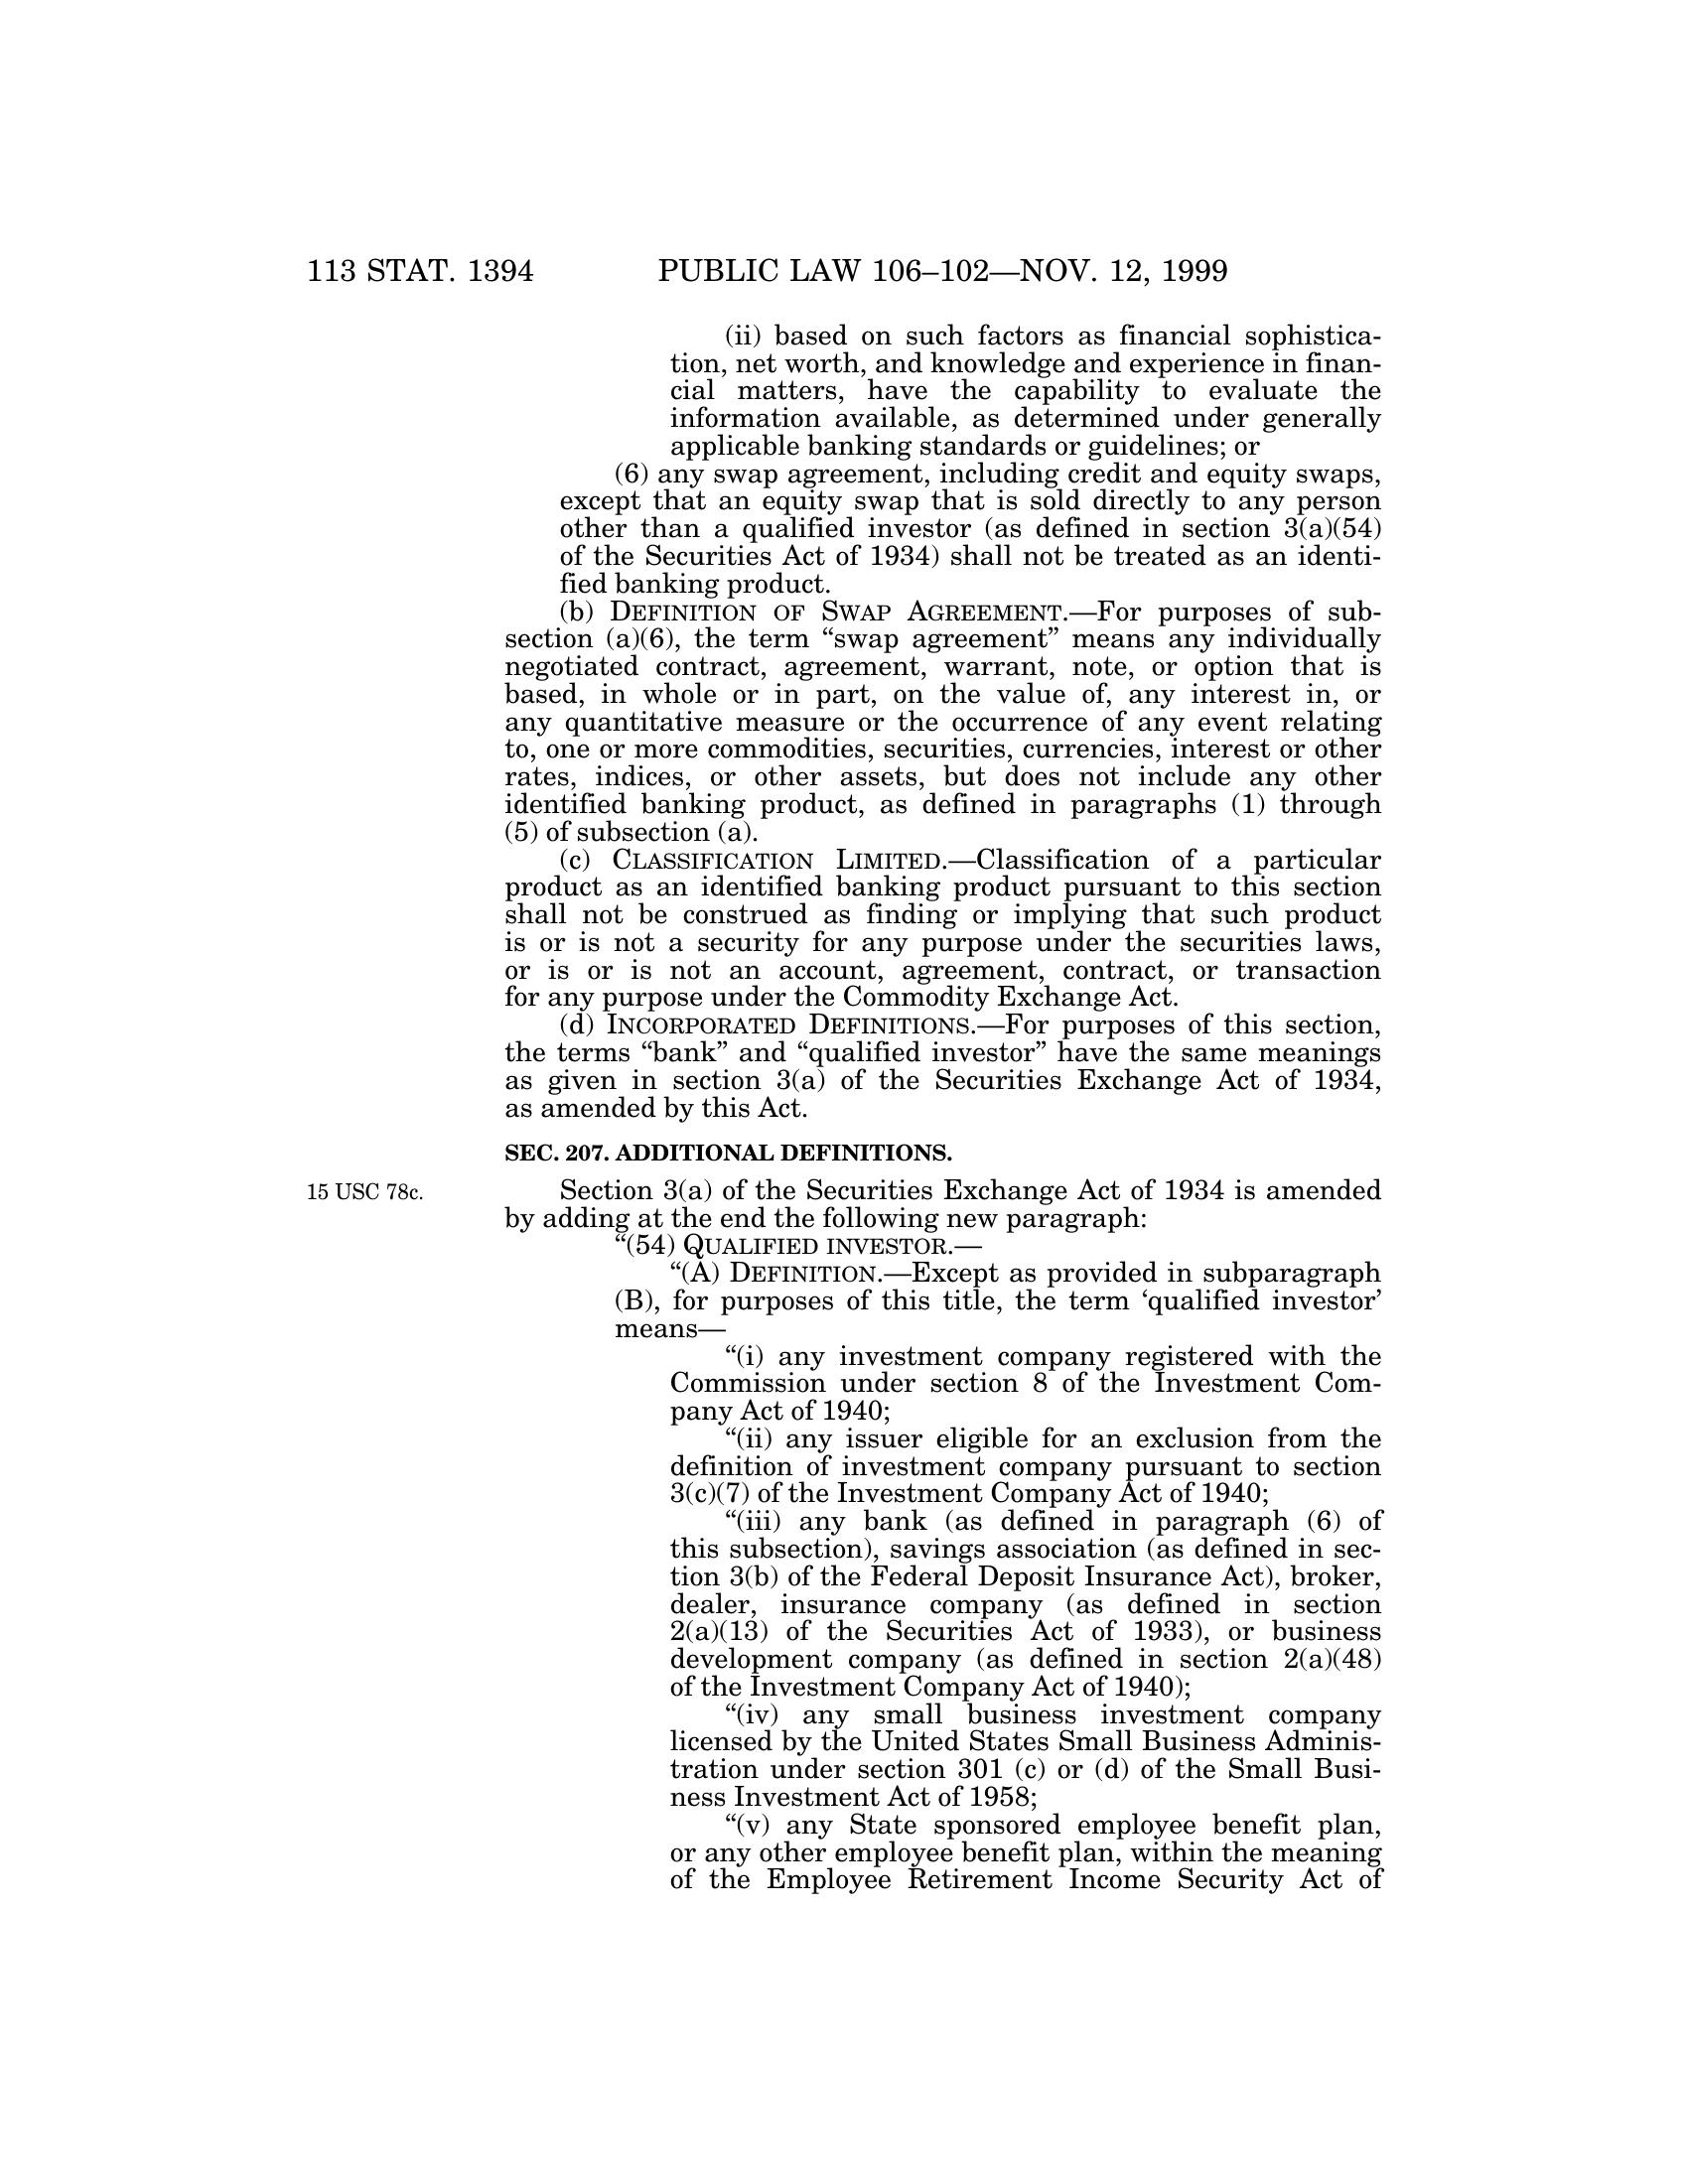 113 STAT. 1394 PUBLIC LAW 106–102—NOV. 12, 1999
(ii) based on such factors as financial sophistica-
tion, net worth, and knowledge and experience in finan-
cial matters, have the capability to evaluate the
information available, as determined under generally
applicable banking standards or guidelines; or
(6) any swap agreement, including credit and equity swaps,
except that an equity swap that is sold directly to any person
other than a qualified investor (as defined in section 3(a)(54)
of the Securities Act of 1934) shall not be treated as an identi-
fied banking product.
(b) DEFINITION OF SWAP AGREEMENT.—For purposes of sub-
section (a)(6), the term “swap agreement” means any individually
negotiated contract, agreement, warrant, note, or option that is
based, in whole or in part, on the value of, any interest in, or
any quantitative measure or the occurrence of any event relating
to, one or more commodities, securities, currencies, interest or other
rates, indices, or other assets, but does not include any other
identified banking product, as defined in paragraphs (1) through
(5) of subsection (a).
(c) CLASSIFICATION LIMITED.—Classification of a particular
product as an identified banking product pursuant to this section
shall not be construed as finding or implying that such product
is or is not a security for any purpose under the securities laws,
or is or is not an account, agreement, contract, or transaction
for any purpose under the Commodity Exchange Act.
(d) INCORPORATED DEFINITIONS.—For purposes of this section,
the terms “bank” and “qualified investor” have the same meanings
as given in section 3(a) of the Securities Exchange Act of 1934,
as amended by this Act.
SEC. 207. ADDITIONAL DEFINITIONS.
15 USC 78c.
Section 3(a) of the Securities Exchange Act of 1934 is amended
by adding at the end the following new paragraph:
“(54) QUALIFIED INVESTOR.—
“(A) DEFINITION.—Except as provided in subparagraph
(B), for purposes of this title, the term ‘qualified investor’
means—
“(i) any investment company registered with the
Commission under section 8 of the Investment Com-
pany Act of 1940;
“(ii) any issuer eligible for an exclusion from the
definition of investment company pursuant to section
3(c)(7) of the Investment Company Act of 1940;
“(iii) any bank (as defined in paragraph (6) of
this subsection), savings association (as defined in sec-
tion 3(b) of the Federal Deposit Insurance Act), broker,
dealer, insurance company (as defined in section
2(a)(13) of the Securities Act of 1933), or business
development company (as defined in section 2(a)(48)
of the Investment Company Act of 1940);
“(iv) any small business investment company
licensed by the United States Small Business Adminis-
tration under section 301 (c) or (d) of the Small Busi-
ness Investment Act of 1958;
“(v) any State sponsored employee benefit plan,
or any other employee benefit plan, within the meaning
of the Employee Retirement Income Security Act of